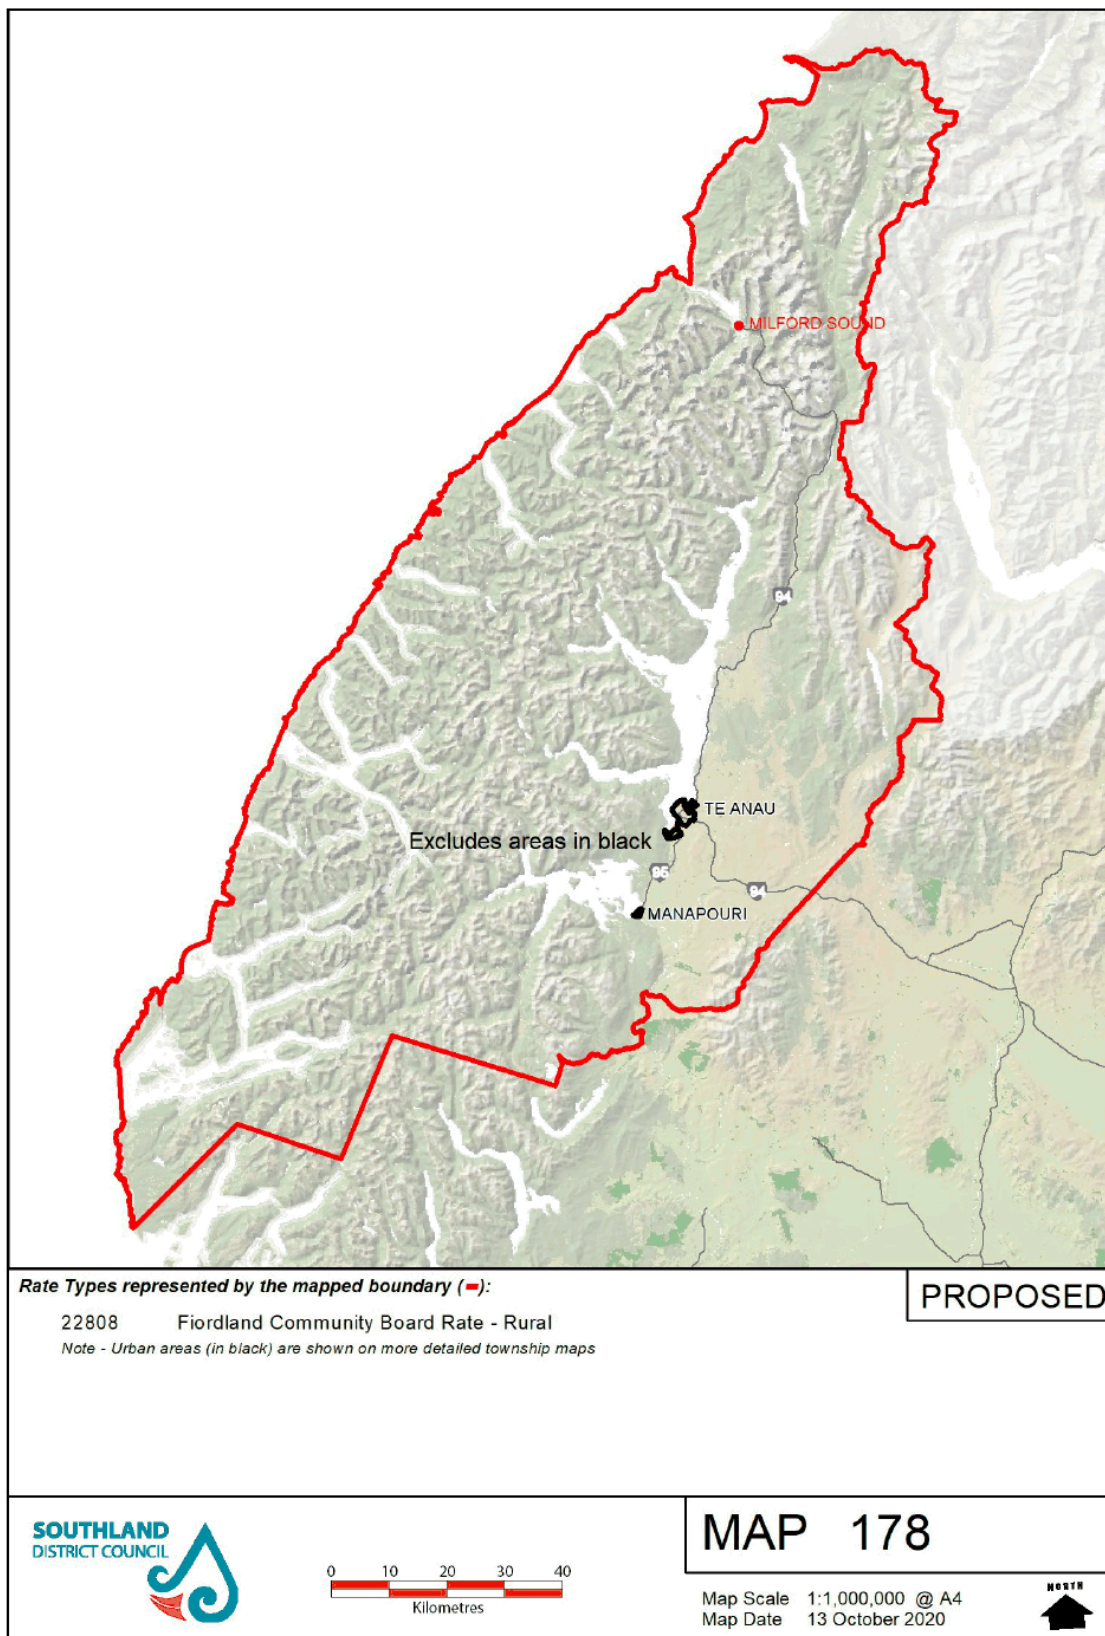 MILFORD SOUND
94
TE ANAU
Excludes areas in black
95
94
MANAPOURI
Rate Types represented by the mapped boundary (-):
PROPOSED
22808 Fiordland Community Board Rate - Rural
Note - Urban areas (in black) are shown on more detailed township maps
SOUTHLAND
DISTRICT COUNCIL
0 10 20 30 40
Kilometres
MAP 178
Map Scale 1:1,000,000 @ A4
Map Date 13 October 2020
NORTH